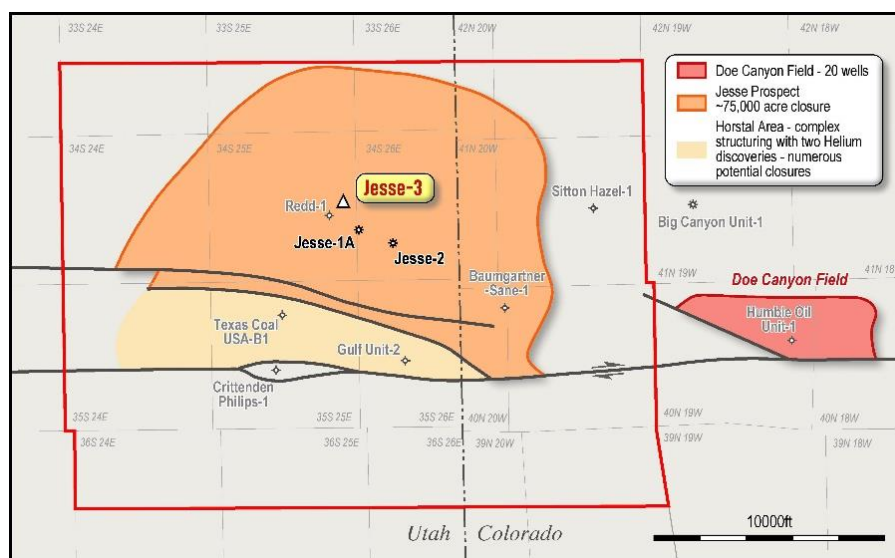 33S 24E
33S 25E
33S 26E
42N 20W
42N 19W
42N 18W
Doe Canyon Field - 20 wells
Jesse Prospect
~75,000 acre closure
Horstal Area - complex
structuring with two Helium
discoveries - numerous
potential closures
34S 24E
34S 25E
34S 26E
41N 20W
Jesse-3
Redd-1
Sitton Hazel-1
Big Canyon Unit-1
Jesse-1A
Jesse-2
Baumgartner
-Sane-1
41N 19W
41N 18
Doe Canyon Field
Humble Oil
Unit-1
Texas Coal
USA-B1
Gulf Unit-2
Crittenden
Philips-1
35S 24E
35S 25E
35S 26E
40N 20W
40N 19W
40N 18W
36S 24E
36S 25E
36S 26E
39N 20W
39N 19W
39N 18W
Utah
Colorado
10000ft